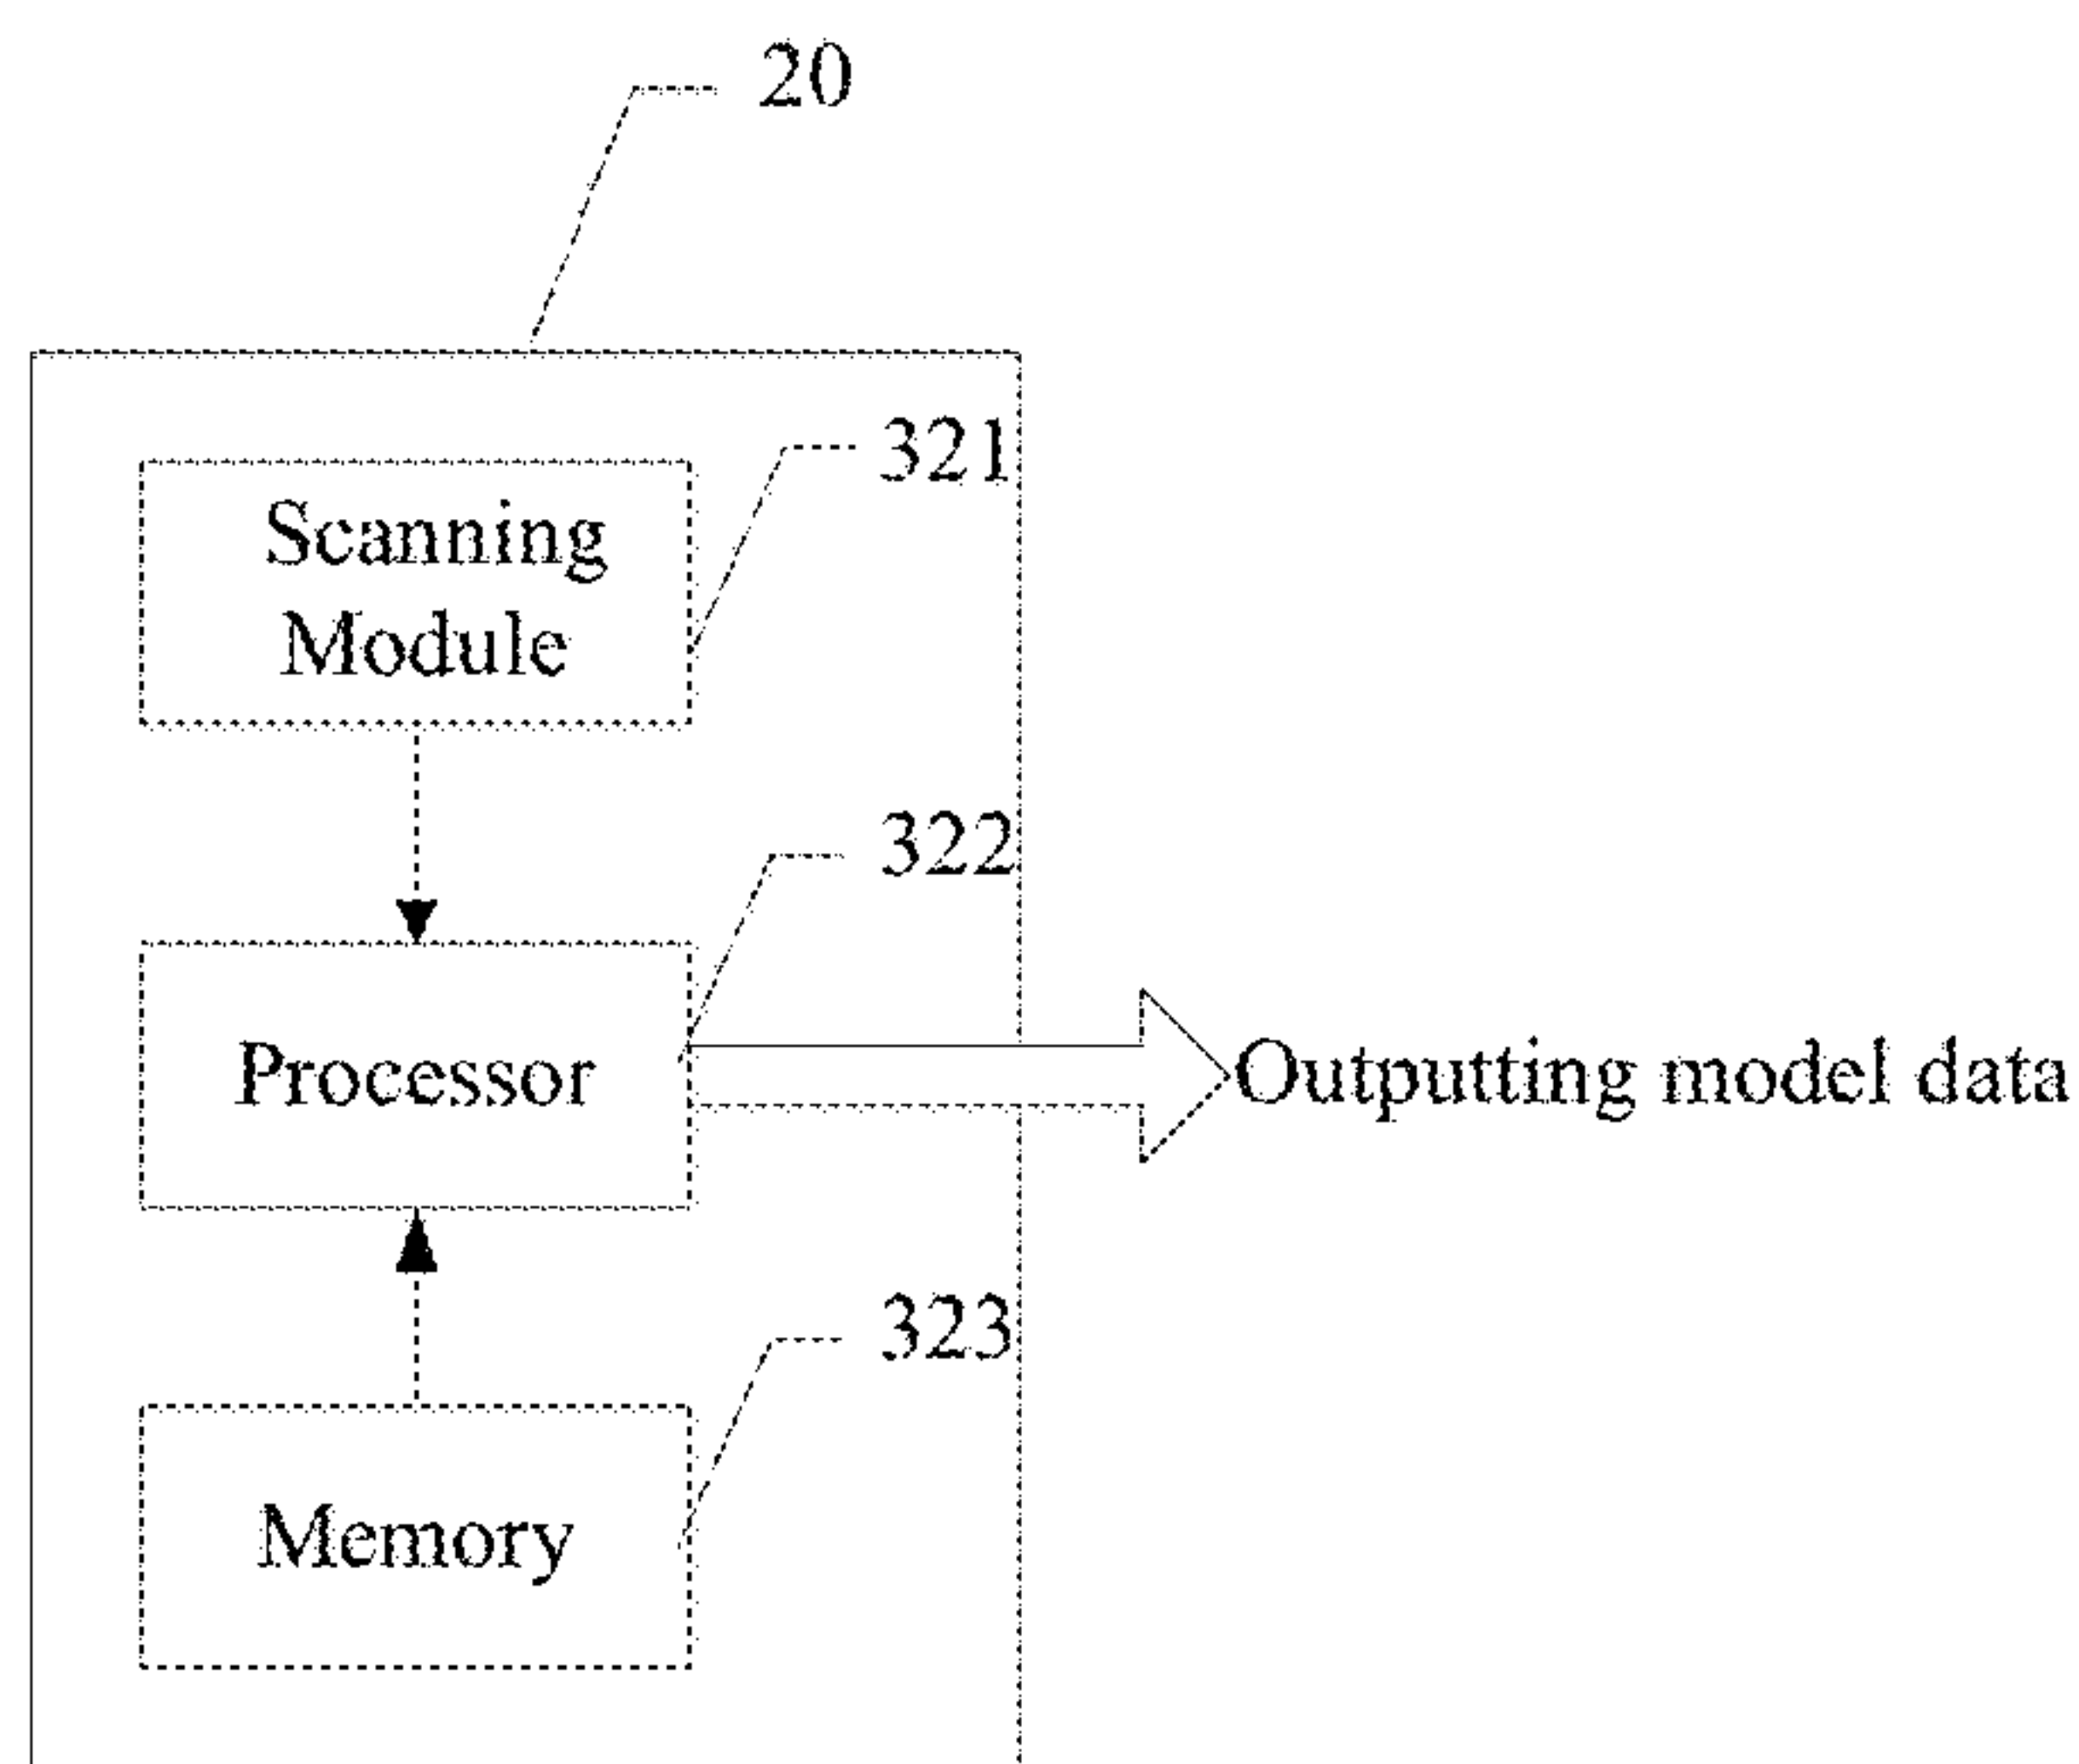 20
321
Scanning
Module
322
Processor
Outputting model data
323
Memory